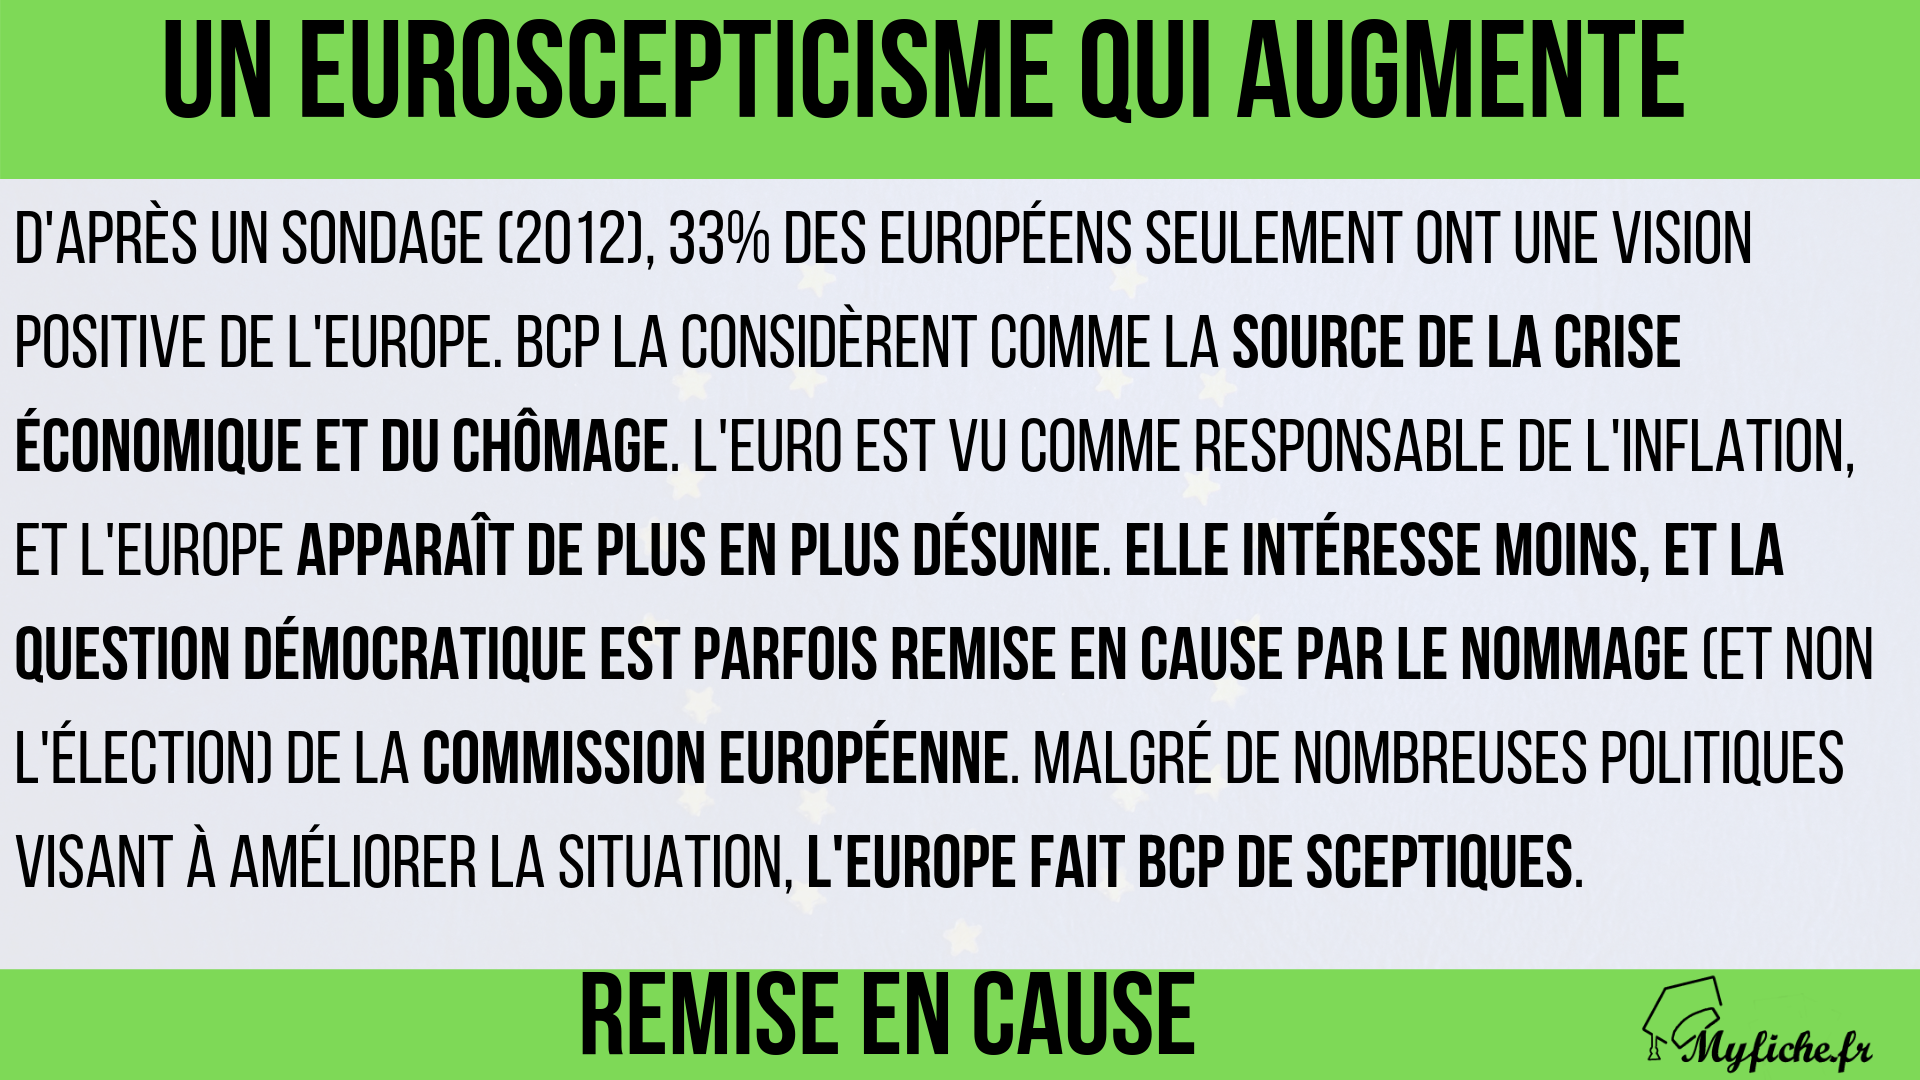 UN EUROSCEPTICISME QUI AUGMENTE
D'APRÈS UN SONDAGE (2012), 33% DES EUROPÉENS SEULEMENT ONT UNE VISION
POSITIVE DE L'EUROPE. BCP LA CONSIDÈRENT COMME LA SOURCE DE LA CRISE
ÉCONOMIQUE ET DU CHÔMAGE. L'EURO EST VU COMME RESPONSABLE DE L'INFLATION,
ET L'EUROPE APPARAÎT DE PLUS EN PLUS DÉSUNIE. ELLE INTÉRESSE MOINS, ET LA
QUESTION DÉMOCRATIQUE EST PARFOIS REMISE EN CAUSE PAR LE NOMMAGE (ET NON
L'ÉLECTION) DE LA COMMISSION EUROPÉENNE. MALGRÉ DE NOMBREUSES POLITIQUES
VISANT À AMÉLIORER LA SITUATION, L'EUROPE FAIT BCP DE SCEPTIQUES.
REMISE EN CAUSE
Myfiche.fr